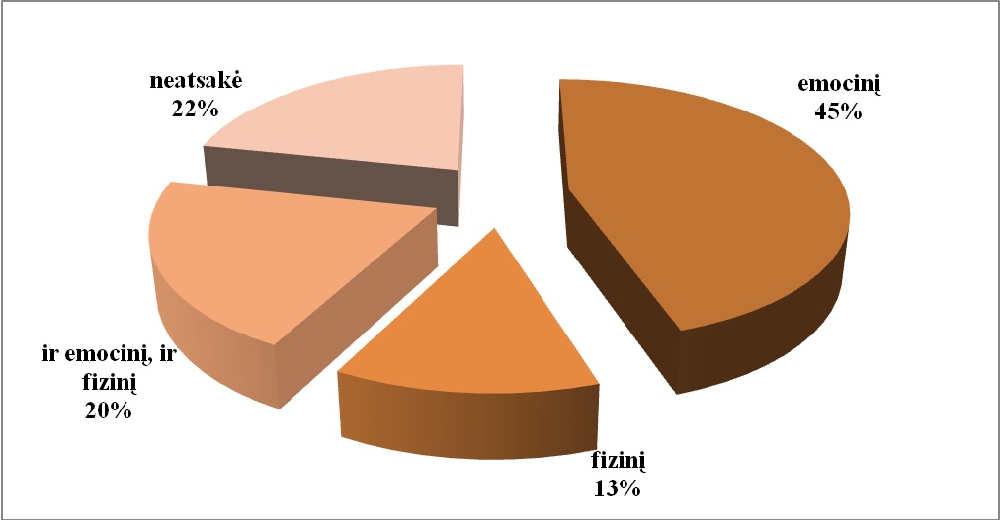 neatsakė
22%
emocinį
45%
ir emocinį, ir
fizinį
20%
fizinį
13%